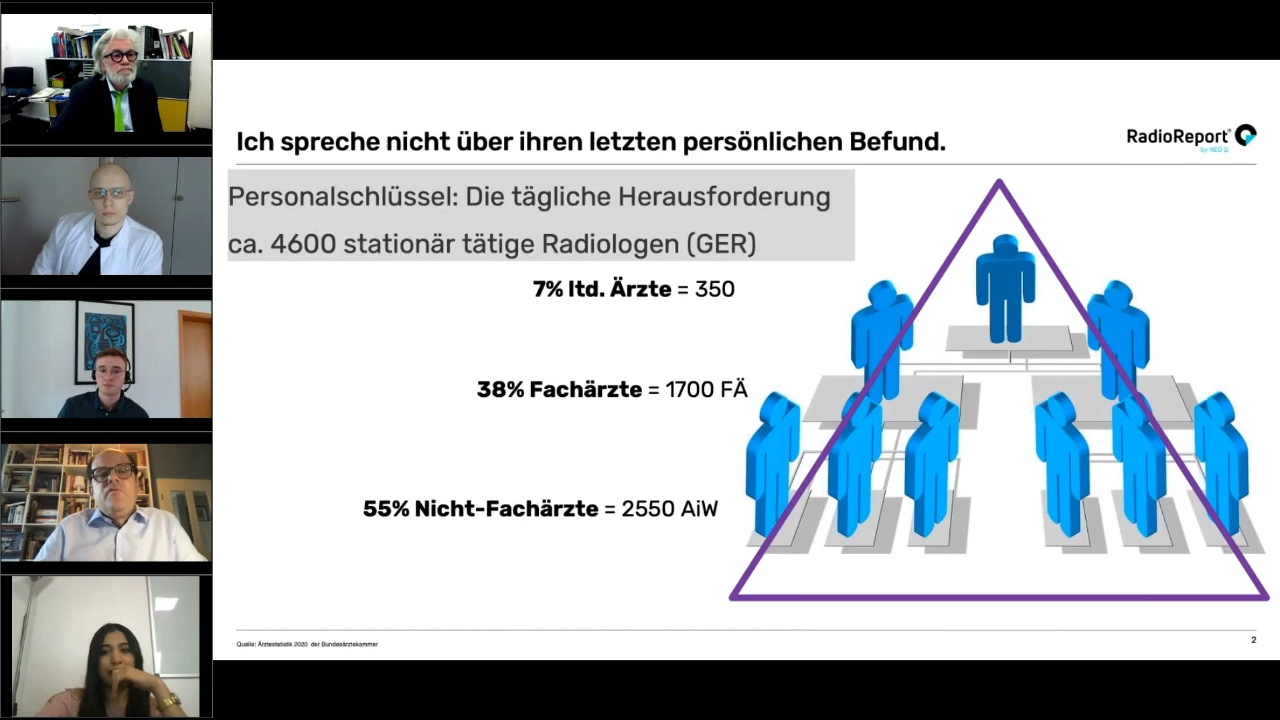 Ich spreche nicht über ihren letzten persönlichen Befund.
RadioReport®
by NEO Q
Personalschlüssel: Die tägliche Herausforderung
ca. 4600 stationär tätige Radiologen (GER)
7% ltd. Ärzte = 350
38% Fachärzte = 1700 FÄ
55% Nicht-Fachärzte = 2550 AiW
Quelle: Ärztestatistik 2020 der Bundesärztekammer
2